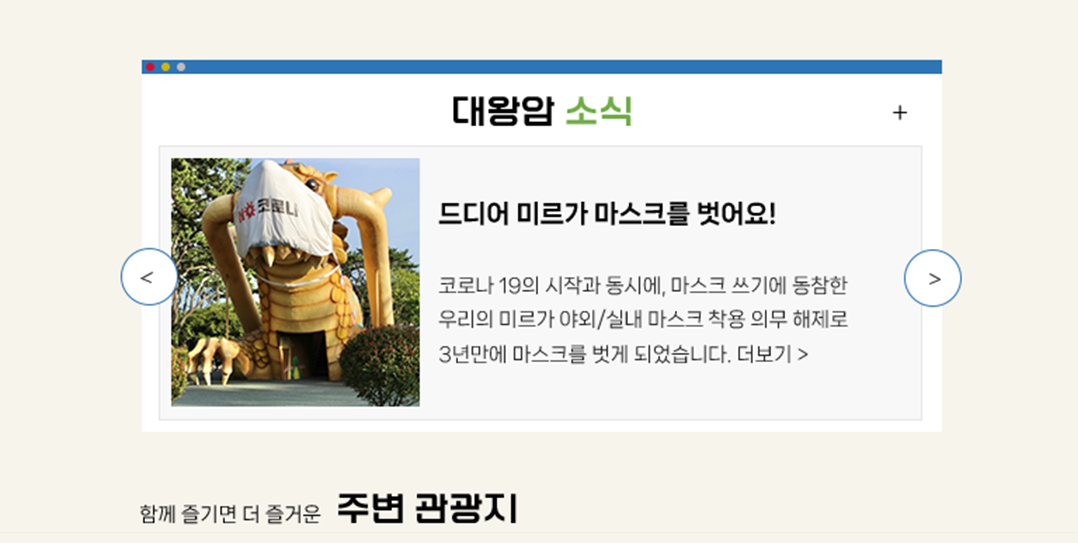 대왕암 소식
+
NO 코로나
드디어 미르가 마스크를 벗어요!
코로나 19의 시작과 동시에, 마스크 쓰기에 동참한
우리의 미르가 야외/실내 마스크 착용 의무 해제로
3년만에 마스크를 벗게 되었습니다. 더보기 >
<
>
함께 즐기면 더 즐거운 주변 관광지